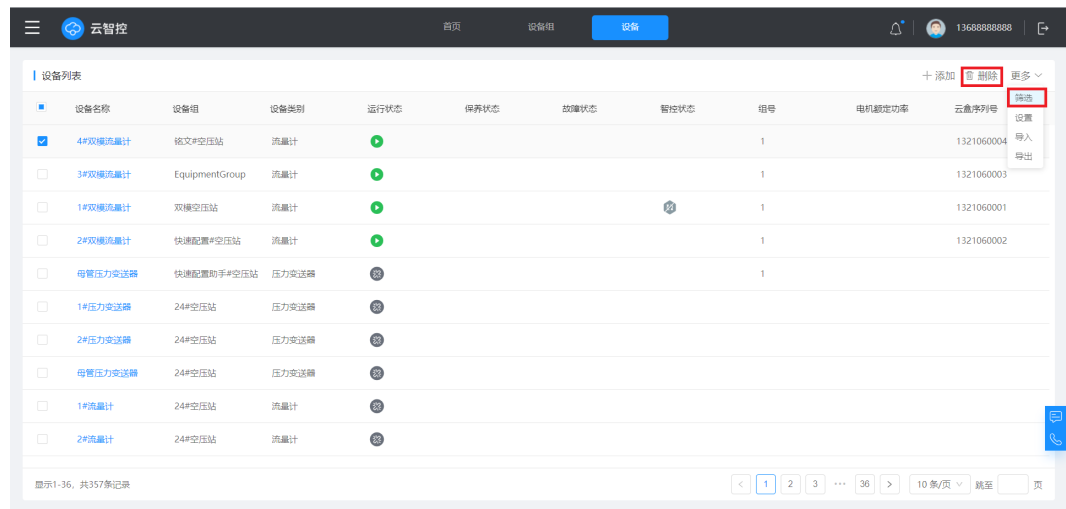 云智控 首页 设备组 设备 13688888888
设备列表 添加 删除 更多
设备名称 设备组 设备类别 运行状态 保养状态 故障状态 智控状态 组号 电机额定功率 云盒序列号
筛选
设置
导入
导出
4#双模流量计 铭文#空压站 流量计 1 1321060004
3#双模流量计 EquipmentGroup 流量计 1 1321060003
1#双模流量计 双模空压站 流量计 1 1321060001
2#双模流量计 快速配置#空压站 流量计 1 1321060002
母管压力变送器 快速配置助手#空压站 压力变送器 1
1#压力变送器 24#空压站 压力变送器
2#压力变送器 24#空压站 压力变送器
母管压力变送器 24#空压站 压力变送器
1#流量计 24#空压站 流量计
2#流量计 24#空压站 流量计
显示1-36, 共357条记录 < 1 2 3 ··· 36 > 10 条/页 跳至 页